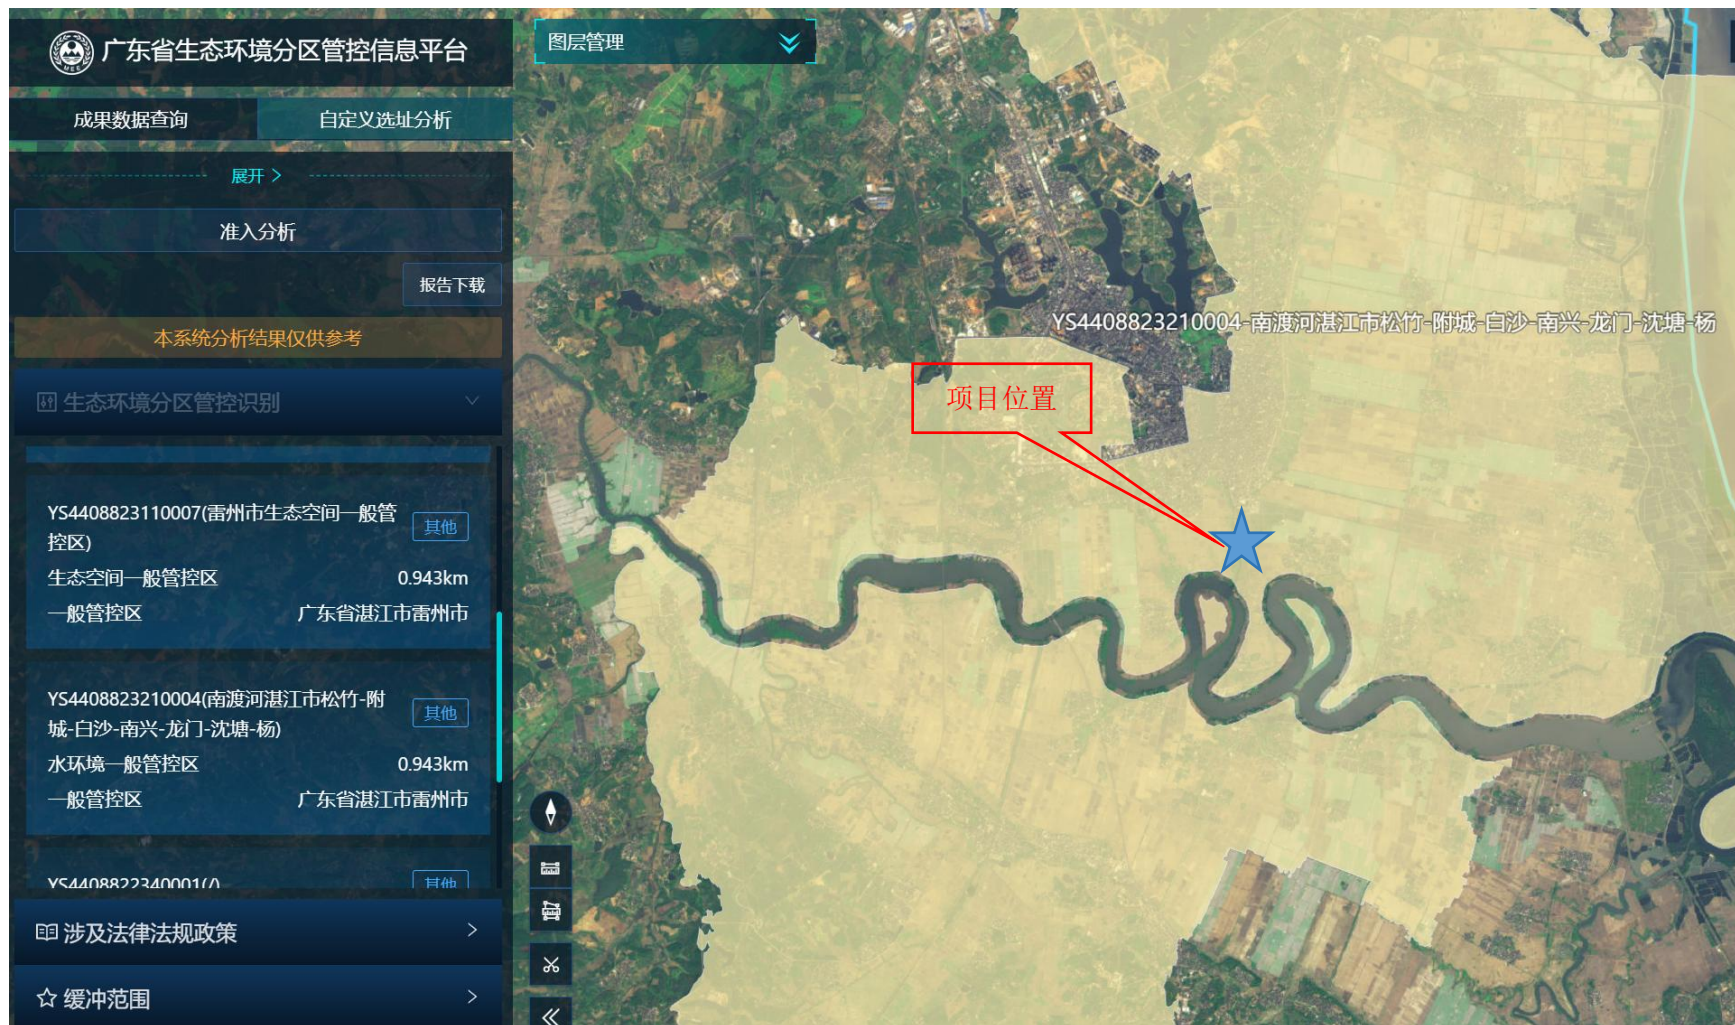 广东省生态环境分区管控信息平台
成果数据查询
自定义选址分析
展开 >
准入分析
报告下载
本系统分析结果仅供参考
生态环境分区管控识别
YS4408823110007(雷州市生态空间一般管
控区)
其他
生态空间一般管控区
0.943km
一般管控区
广东省湛江市雷州市
YS4408823210004(南渡河湛江市松竹-附
城-白沙-南兴-龙门-沈塘-杨)
其他
水环境一般管控区
0.943km
一般管控区
广东省湛江市雷州市
YS4408822340001(/)
其他
涉及法律法规政策
缓冲范围
图层管理
YS4408823210004-南渡河湛江市松竹-附城-白沙-南兴-龙门-沈塘-杨
项目位置